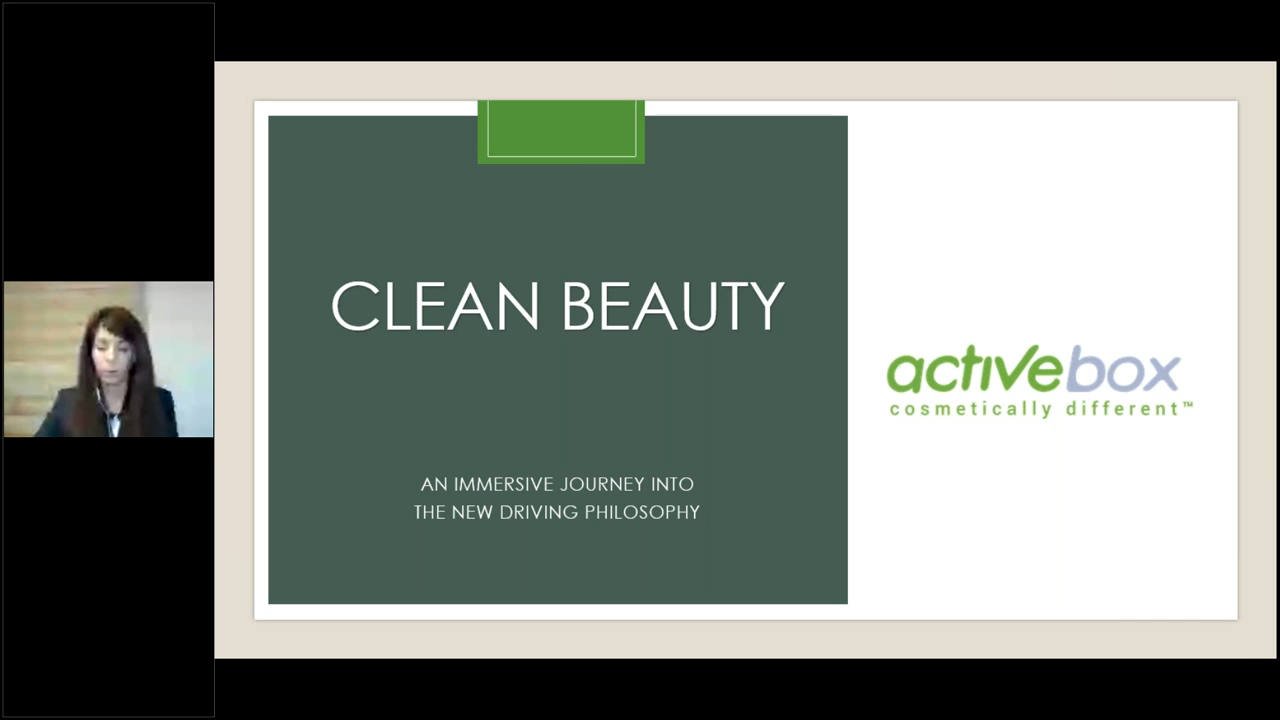 CLEAN BEAUTY
AN IMMERSIVE JOURNEY INTO
THE NEW DRIVING PHILOSOPHY
activebox
cosmetically different™